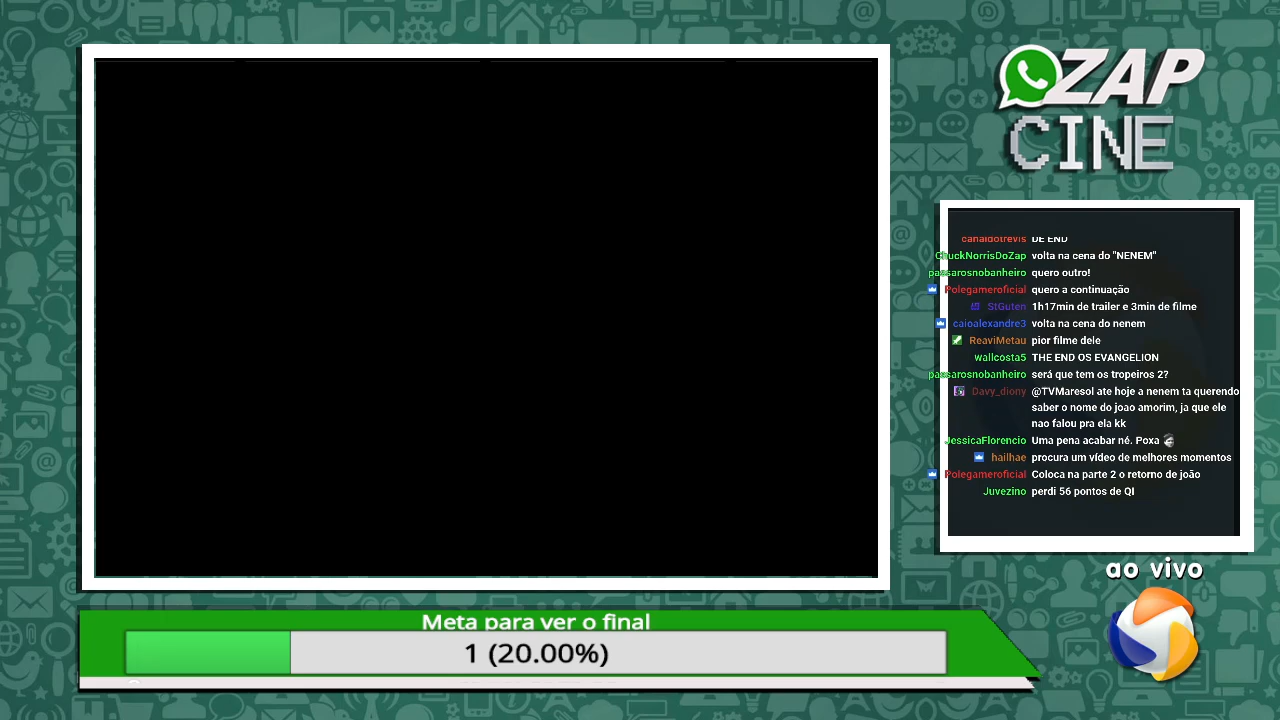 ZAP
CINE
canaldotrevis DE END
ChuckNorrisDoZap volta na cena do "NENEM"
passarosnobanheiro quero outro!
Polegameroficial quero a continuação
StGuten 1h17min de trailer e 3min de filme
caioalexandre3 volta na cena do nenem
ReaviMetau pior filme dele
wallcosta5 THE END OS EVANGELION
passarosnobanheiro será que tem os tropeiros 2?
Davy_diony @TVMaresol ate hoje a nenem ta querendo
saber o nome do joao amorim, ja que ele
nao falou pra ela kk
JessicaFlorencio Uma pena acabar né. Poxa
hailhae procura um vídeo de melhores momentos
Polegameroficial Coloca na parte 2 o retorno de joão
Juvezino perdi 56 pontos de QI
ao vivo
Meta para ver o final
1 (20.00%)